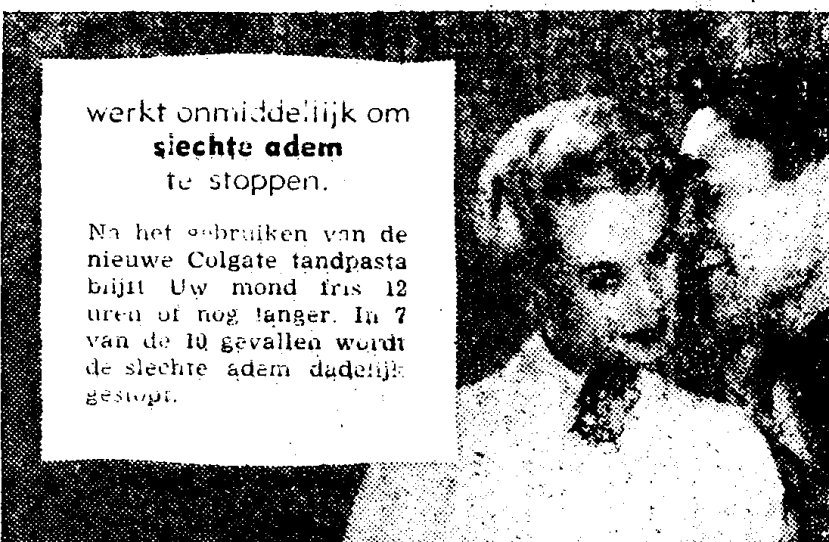 werkt onmiddellijk om
slechte adem
te stoppen.
Na het gebruiken van de
nieuwe Colgate tandpasta
blijft Uw mond fris 12
uren of nog langer. In 7
van de 10 gevallen wordt
de slechte adem dadelijk
gestopt.